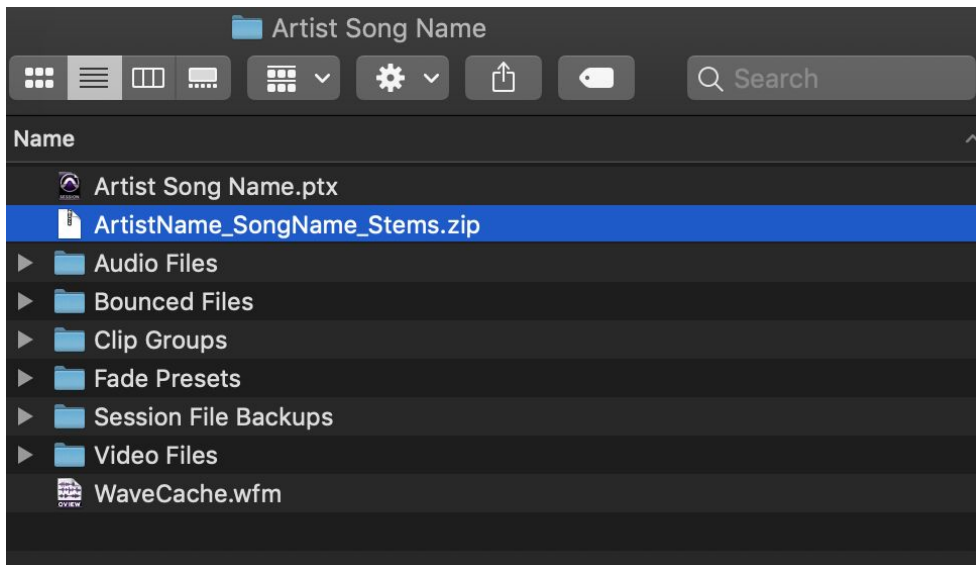 Artist Song Name
Search
Name
Artist Song Name.ptx
ArtistName_SongName_Stems.zip
Audio Files
Bounced Files
Clip Groups
Fade Presets
Session File Backups
Video Files
WaveCache.wfm